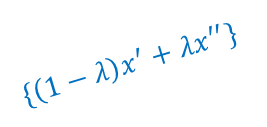 {(1 − λ)x′ + λx″}